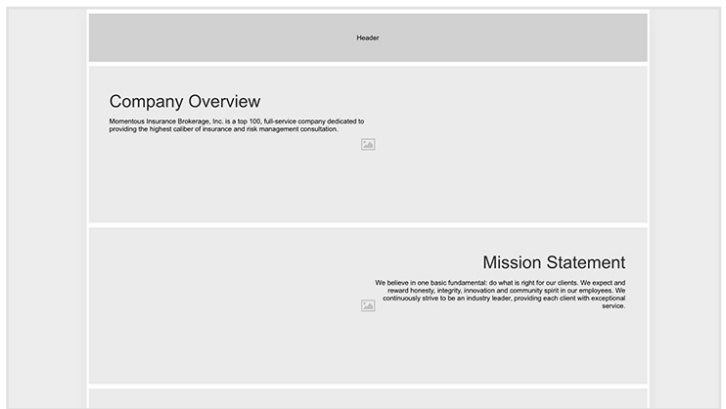 Header
Company Overview
Momentous Insurance Brokerage, Inc. is a top 100, full-service company dedicated to
providing the highest caliber of insurance and risk management consultation.
Mission Statement
We believe in one basic fundamental: do what is right for our clients. We expect and
reward honesty, integrity, innovation and community spirit in our employees. We
continuously strive to be an industry leader, providing each client with exceptional
service.